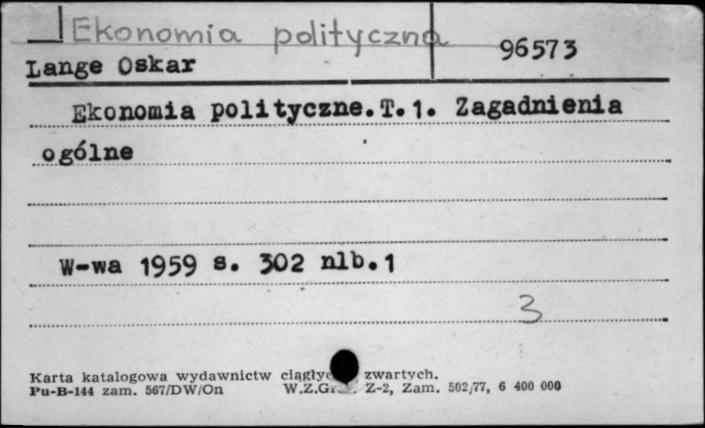 Ekonomia polityczna
96573
Lange Oskar
Ekonomia polityczne.T.1. Zagadnienia
ogólne
W-wa 1959 s. 302 nlb.1
3
Karta katalogowa wydawnictw zwartych.
Pu-B-144 zam. 567/DW/On W.Z.Gr. Z-2, Zam. 502/77, 6 400 000